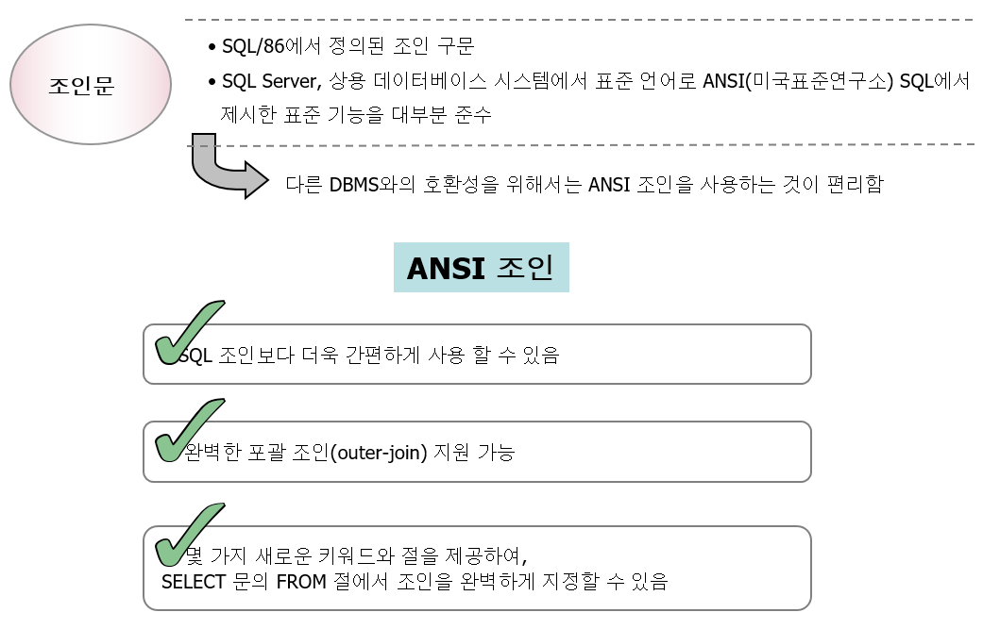 조인문
• SQL/86에서 정의된 조인 구문
• SQL Server, 상용 데이터베이스 시스템에서 표준 언어로 ANSI(미국표준연구소) SQL에서
제시한 표준 기능을 대부분 준수
다른 DBMS와의 호환성을 위해서는 ANSI 조인을 사용하는 것이 편리함
ANSI 조인
SQL 조인보다 더욱 간편하게 사용 할 수 있음
완벽한 포괄 조인(outer-join) 지원 가능
몇 가지 새로운 키워드와 절을 제공하여,
SELECT 문의 FROM 절에서 조인을 완벽하게 지정할 수 있음